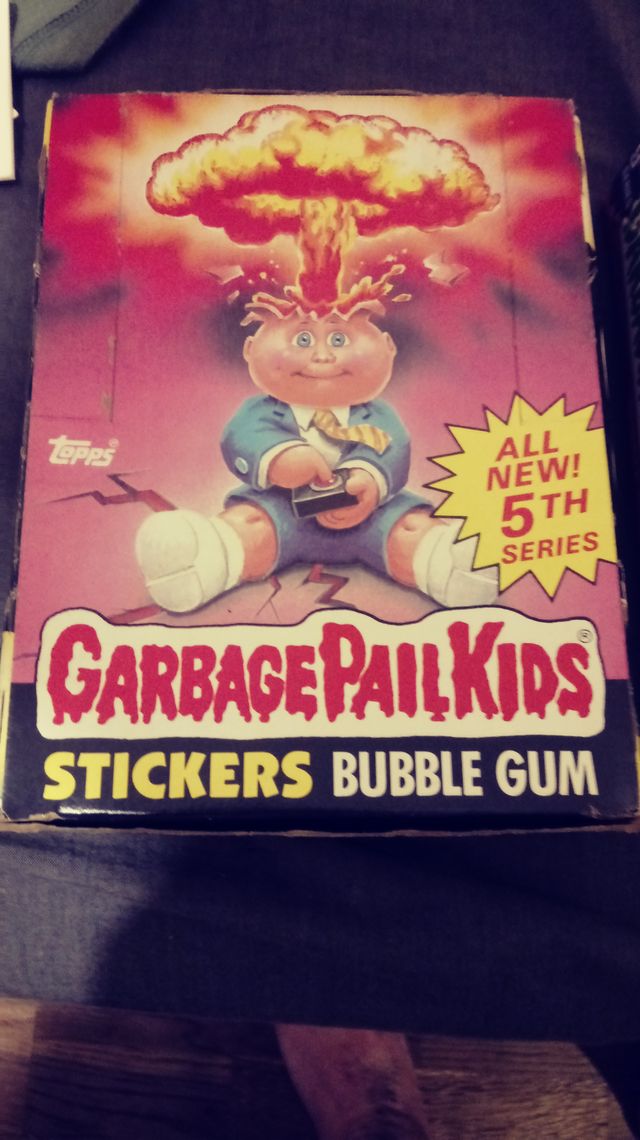 topps®
ALL
NEW!
5TH
SERIES
GARBAGE PAIL KIDS®
STICKERS BUBBLE GUM